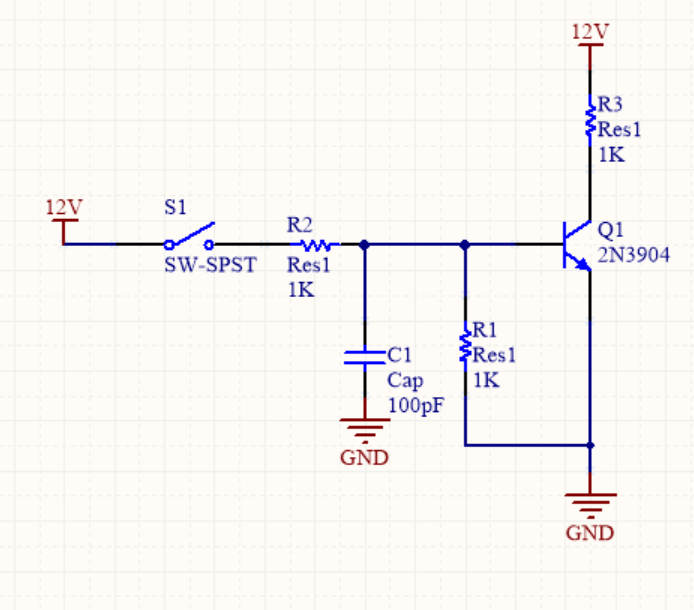 12V
R3
Res1
1K
12V
S1
SW-SPST
R2
Res1
1K
Q1
2N3904
C1
Cap
100pF
GND
R1
Res1
1K
GND